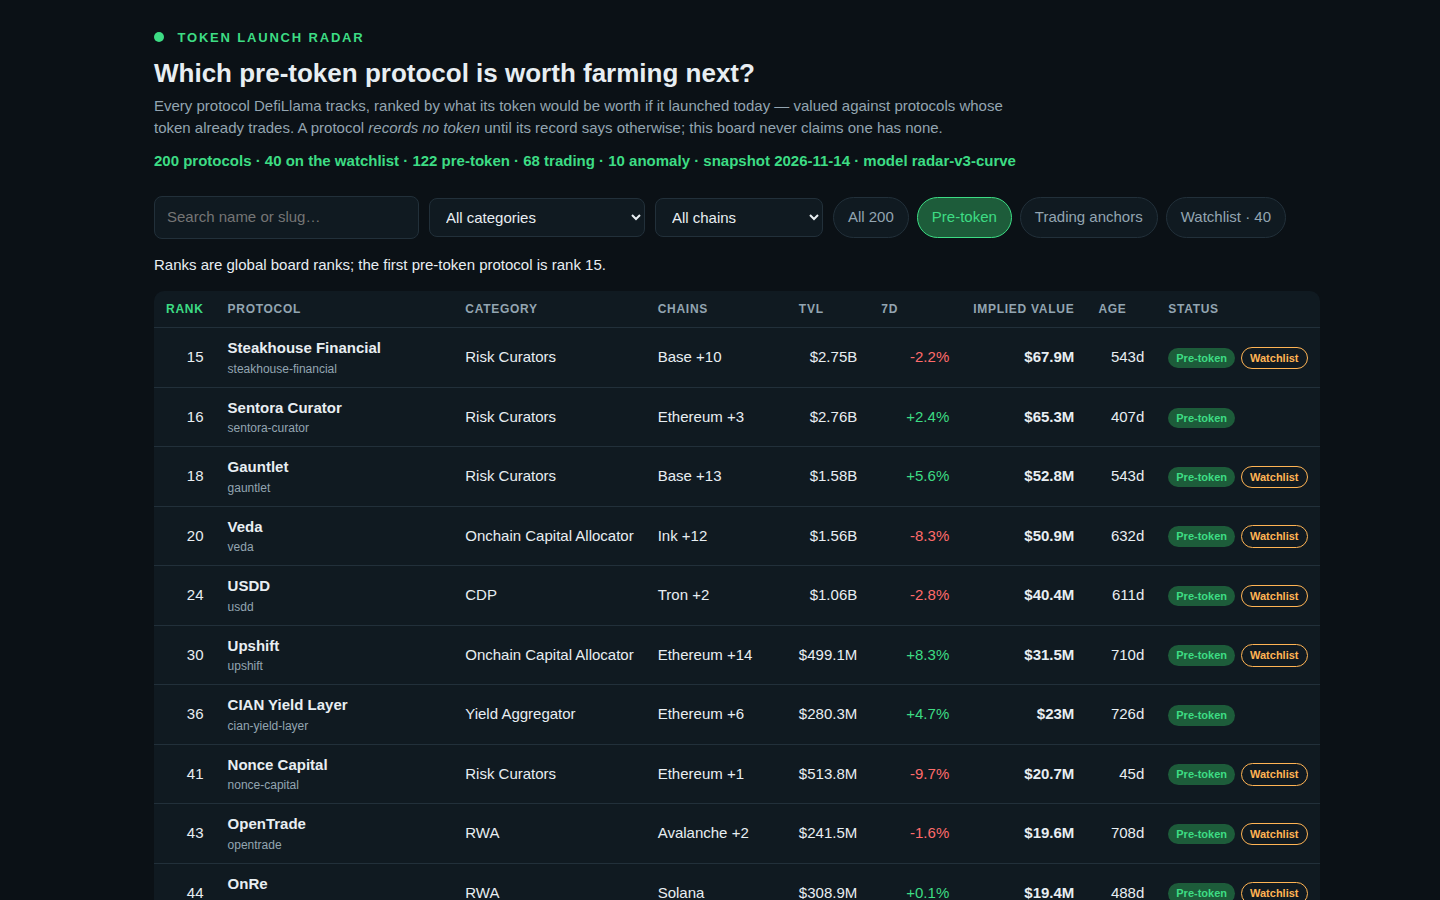 TOKEN LAUNCH RADAR
Which pre-token protocol is worth farming next?
Every protocol DefiLlama tracks, ranked by what its token would be worth if it launched today — valued against protocols whose
token already trades. A protocol records no token until its record says otherwise; this board never claims one has none.
200 protocols · 40 on the watchlist · 122 pre-token · 68 trading · 10 anomaly · snapshot 2026-11-14 · model radar-v3-curve
Search name or slug… All categories All chains All 200 Pre-token Trading anchors Watchlist · 40
Ranks are global board ranks; the first pre-token protocol is rank 15.
RANK PROTOCOL CATEGORY CHAINS TVL 7D IMPLIED VALUE AGE STATUS
15 Steakhouse Financial Risk Curators Base +10 $2.75B -2.2% $67.9M 543d Pre-token Watchlist
steakhouse-financial
16 Sentora Curator Risk Curators Ethereum +3 $2.76B +2.4% $65.3M 407d Pre-token
sentora-curator
18 Gauntlet Risk Curators Base +13 $1.58B +5.6% $52.8M 543d Pre-token Watchlist
gauntlet
20 Veda Onchain Capital Allocator Ink +12 $1.56B -8.3% $50.9M 632d Pre-token Watchlist
veda
24 USDD CDP Tron +2 $1.06B -2.8% $40.4M 611d Pre-token Watchlist
usdd
30 Upshift Onchain Capital Allocator Ethereum +14 $499.1M +8.3% $31.5M 710d Pre-token Watchlist
upshift
36 CIAN Yield Layer Yield Aggregator Ethereum +6 $280.3M +4.7% $23M 726d Pre-token
cian-yield-layer
41 Nonce Capital Risk Curators Ethereum +1 $513.8M -9.7% $20.7M 45d Pre-token Watchlist
nonce-capital
43 OpenTrade RWA Avalanche +2 $241.5M -1.6% $19.6M 708d Pre-token Watchlist
opentrade
44 OnRe RWA Solana $308.9M +0.1% $19.4M 488d Pre-token Watchlist